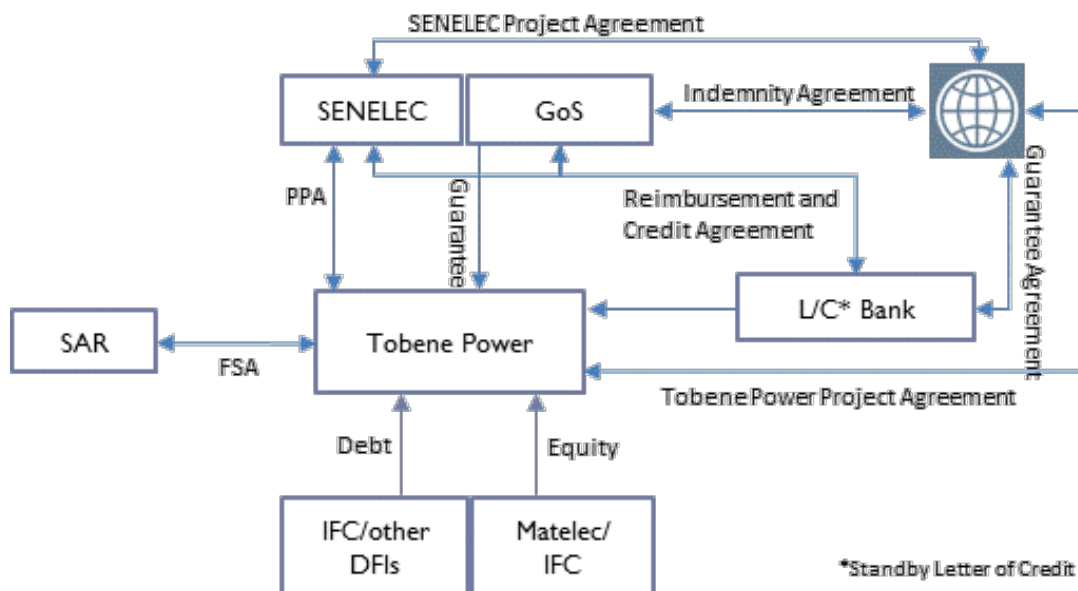 SENELEC Project Agreement
SENELEC
GoS
Indemnity Agreement
PPA
Guarantee
Reimbursement and
Credit Agreement
Guarantee Agreement
L/C* Bank
SAR
FSA
Tobene Power
Tobene Power Project Agreement
Debt
Equity
IFC/other
DFIs
Matelec/
IFC
*Standby Letter of Credit